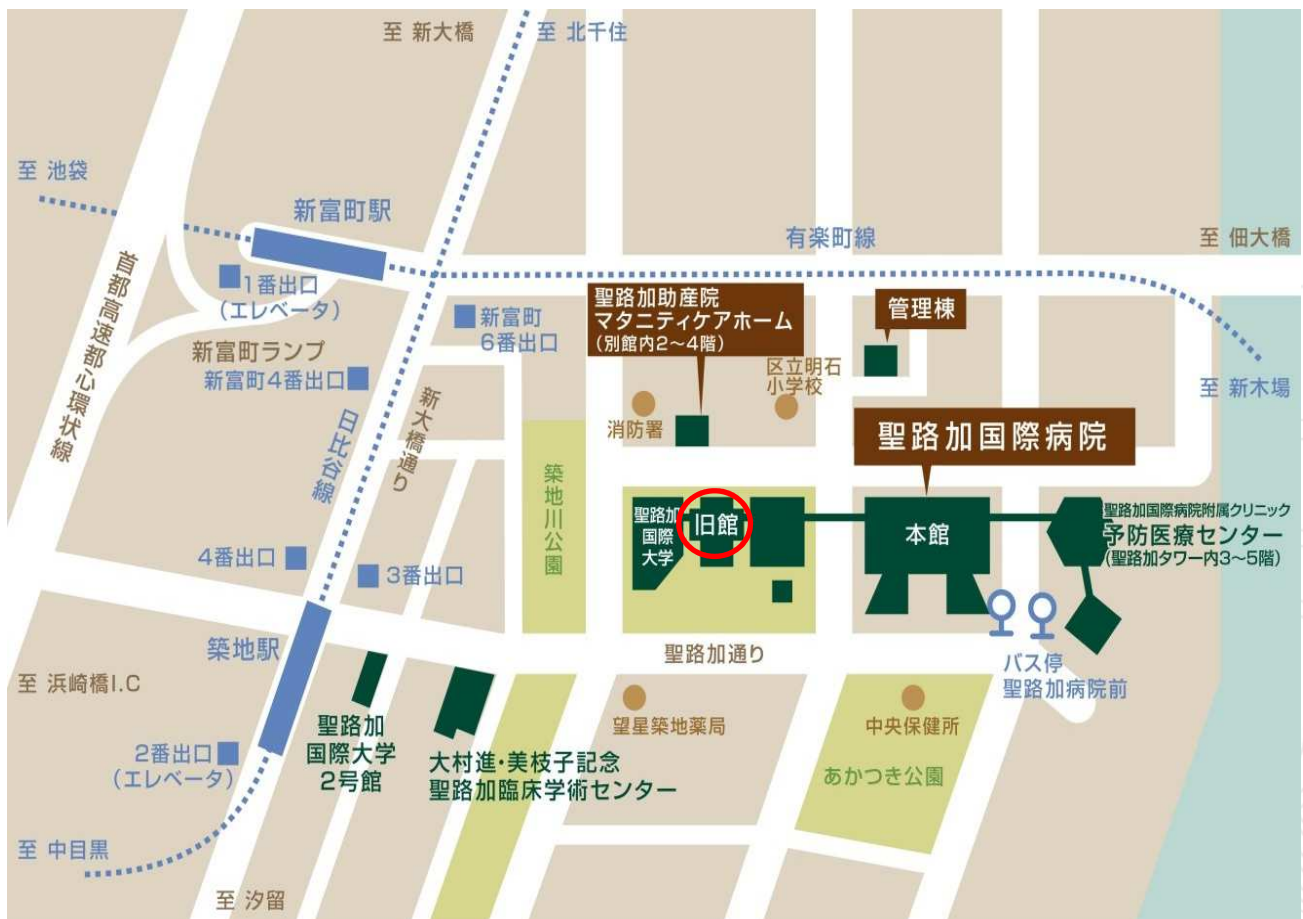 至 新大橋
至 北千住
至 池袋
新富町駅
有楽町線
至 佃大橋
首都高速都心環状線
1番出口
(エレベータ)
新富町
6番出口
聖路加助産院
マタニティケアホーム
(別館内2～4階)
管理棟
新富町ランプ
新富町4番出口
区立明石
小学校
至 新木場
日比谷線
新大橋通り
消防署
聖路加国際病院
築地川公園
聖路加
国際
大学
旧館
本館
聖路加国際病院附属クリニック
予防医療センター
(聖路加タワー内3～5階)
4番出口
3番出口
築地駅
聖路加通り
バス停
聖路加病院前
至 浜崎橋I.C
聖路加
国際大学
2号館
大村進・美枝子記念
聖路加臨床学術センター
望星築地薬局
中央保健所
2番出口
(エレベータ)
あかつき公園
至 中目黒
至 汐留